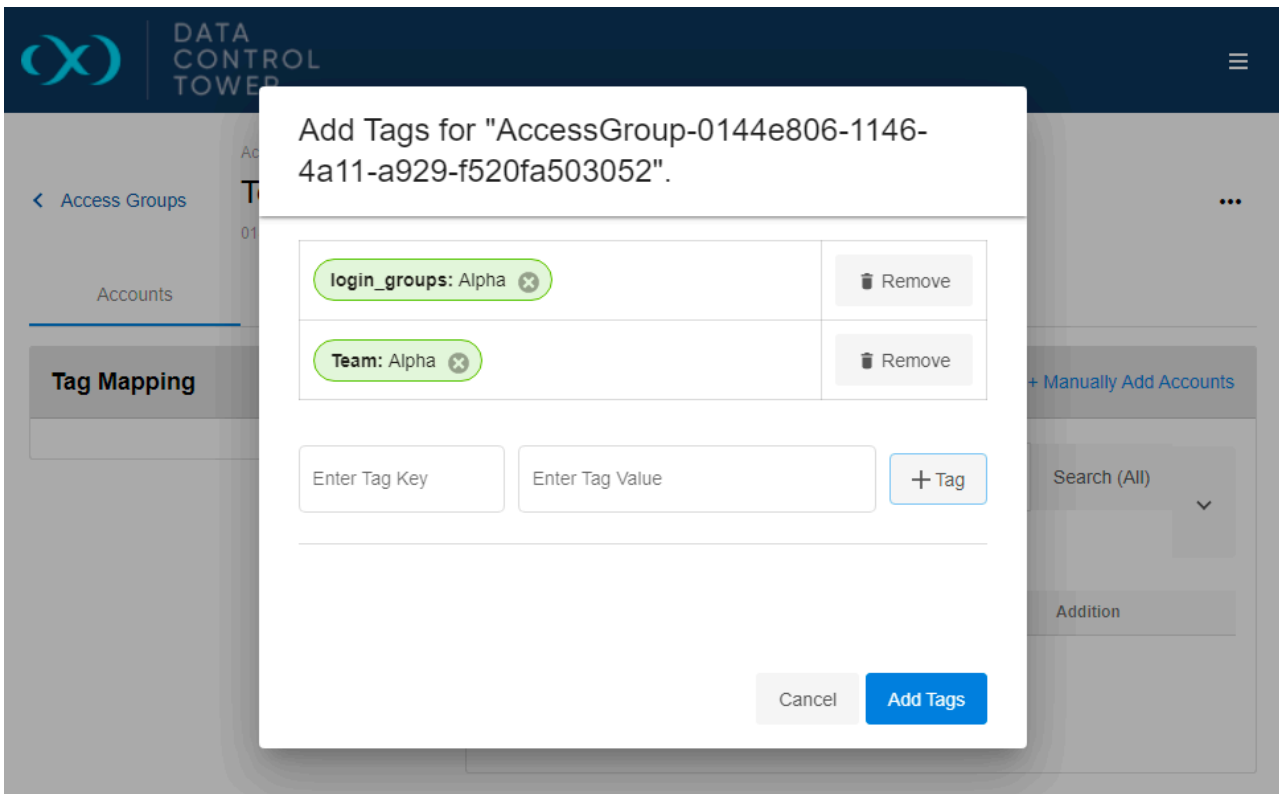 DATA
CONTROL
TOWER
Add Tags for "AccessGroup-0144e806-1146-
4a11-a929-f520fa503052".
Access Groups
01
Accounts
login_groups: Alpha
Remove
Team: Alpha
Remove
Tag Mapping
+ Manually Add Accounts
Enter Tag Key
Enter Tag Value
+ Tag
Search (All)
Addition
Cancel
Add Tags